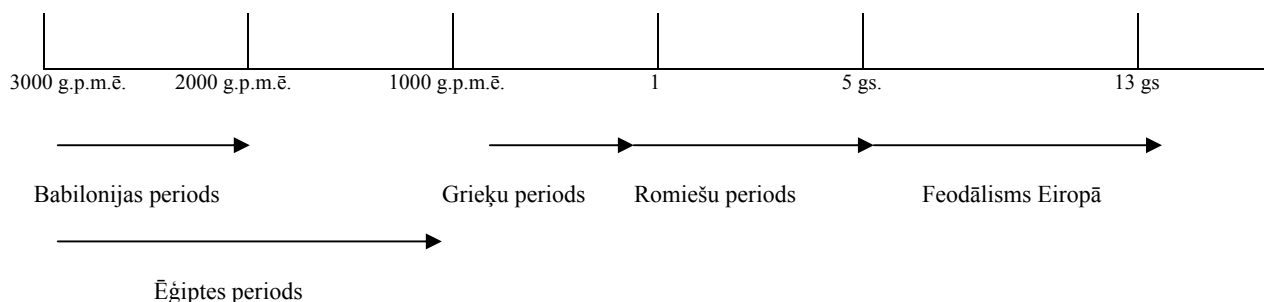 3000 g.p.m.ē. 2000 g.p.m.ē. 1000 g.p.m.ē. 1 5 gs. 13 gs
Babilonijas periods Grieķu periods Romiešu periods Feodālisms Eiropā
Ēģiptes periods